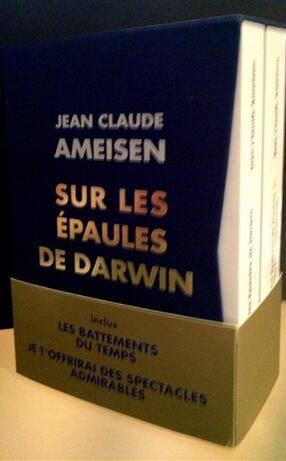 JEAN CLAUDE
AMEISEN
SUR LES
ÉPAULES
DE DARWIN
inclus
LES BATTEMENTS
DU TEMPS
JE T'OFFRIRAI DES SPECTACLES
ADMIRABLES